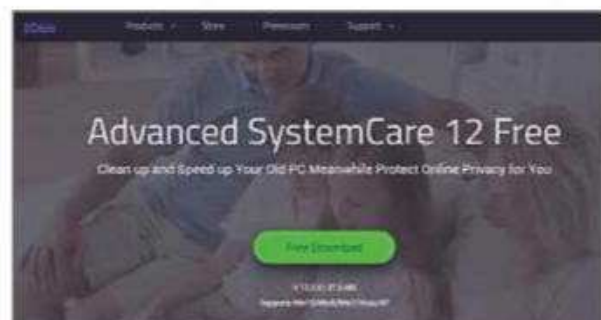 Products Store Pressroom Support
Advanced SystemCare 12 Free
Clean up and Speed up Your Old PC Meanwhile Protect Online Privacy for You
Free Download